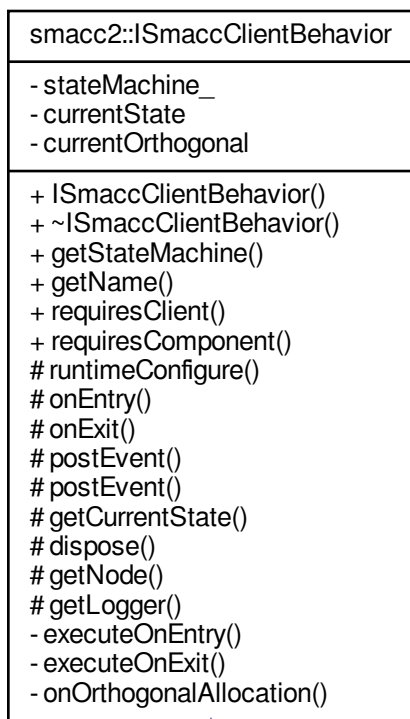 smacc2::ISmaccClientBehavior
- stateMachine_
- currentState
- currentOrthogonal
+ ISmaccClientBehavior()
+ ~ISmaccClientBehavior()
+ getStateMachine()
+ getName()
+ requiresClient()
+ requiresComponent()
# runtimeConfigure()
# onEntry()
# onExit()
# postEvent()
# postEvent()
# getCurrentState()
# dispose()
# getNode()
# getLogger()
- executeOnEntry()
- executeOnExit()
- onOrthogonalAllocation()